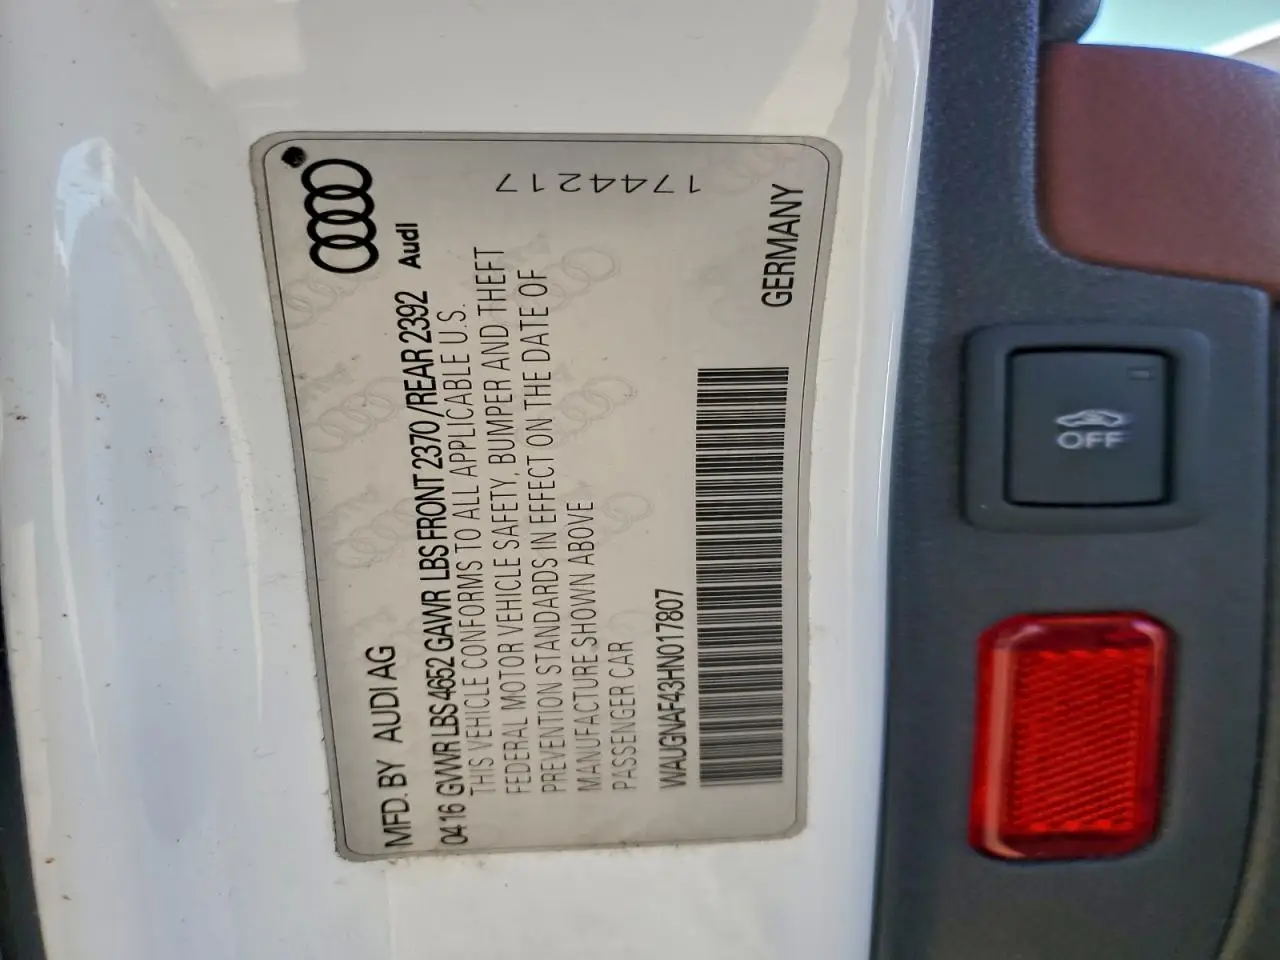 MFD. BY AUDI AG
Audi
0416 GVWR LBS 4652 GAWR LBS FRONT 2370/REAR 2392
THIS VEHICLE CONFORMS TO ALL APPLICABLE U.S.
FEDERAL MOTOR VEHICLE SAFETY, BUMPER AND THEFT
PREVENTION STANDARDS IN EFFECT ON THE DATE OF
MANUFACTURE SHOWN ABOVE
PASSENGER CAR
1744217
WAUGNAF43HN017807
GERMANY
OFF